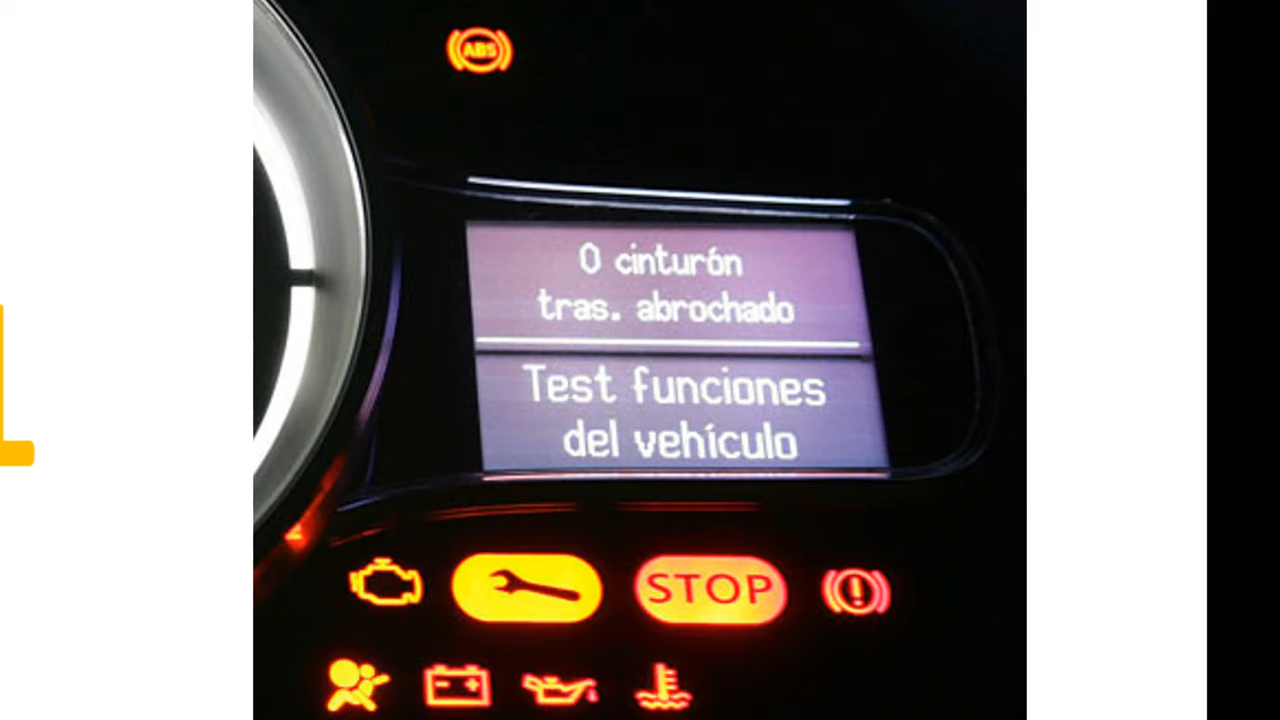 ABS
0 cinturón
tras. abrochado
Test funciones
del vehículo
STOP